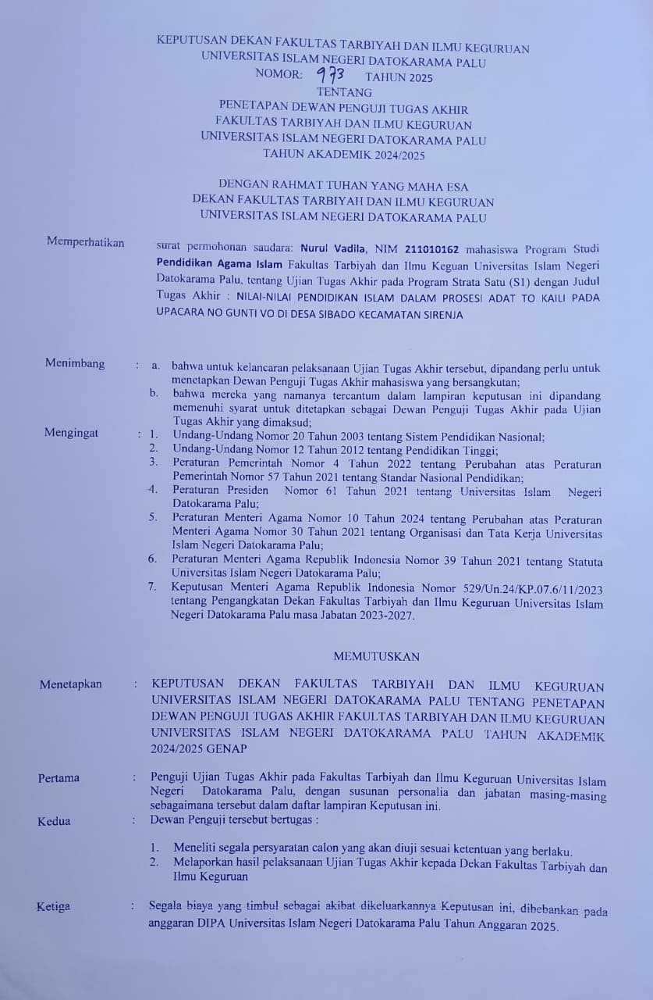 KEPUTUSAN DEKAN FAKULTAS TARBIYAH DAN ILMU KEGURUAN
UNIVERSITAS ISLAM NEGERI DATOKARAMA PALU
NOMOR: 973 TAHUN 2025
TENTANG
PENETAPAN DEWAN PENGUJI TUGAS AKHIR
FAKULTAS TARBIYAH DAN ILMU KEGURUAN
UNIVERSITAS ISLAM NEGERI DATOKARAMA PALU
TAHUN AKADEMIK 2024/2025
DENGAN RAHMAT TUHAN YANG MAHA ESA
DEKAN FAKULTAS TARBIYAH DAN ILMU KEGURUAN
UNIVERSITAS ISLAM NEGERI DATOKARAMA PALU
Memperhatikan surat permohonan saudara: Nurul Vadila, NIM 211010162 mahasiswa Program Studi
Pendidikan Agama Islam Fakultas Tarbiyah dan Ilmu Keguan Universitas Islam Negeri
Datokarama Palu, tentang Ujian Tugas Akhir pada Program Strata Satu (S1) dengan Judul
Tugas Akhir : NILAI-NILAI PENDIDIKAN ISLAM DALAM PROSESI ADAT TO KAILI PADA
UPACARA NO GUNTI VO DI DESA SIBADO KECAMATAN SIRENJA
Menimbang : a. bahwa untuk kelancaran pelaksanaan Ujian Tugas Akhir tersebut, dipandang perlu untuk
menetapkan Dewan Penguji Tugas Akhir mahasiswa yang bersangkutan;
b. bahwa mereka yang namanya tercantum dalam lampiran keputusan ini dipandang
memenuhi syarat untuk ditetapkan sebagai Dewan Penguji Tugas Akhir pada Ujian
Tugas Akhir yang dimaksud;
Mengingat : 1. Undang-Undang Nomor 20 Tahun 2003 tentang Sistem Pendidikan Nasional;
2. Undang-Undang Nomor 12 Tahun 2012 tentang Pendidikan Tinggi;
3. Peraturan Pemerintah Nomor 4 Tahun 2022 tentang Perubahan atas Peraturan
Pemerintah Nomor 57 Tahun 2021 tentang Standar Nasional Pendidikan;
4. Peraturan Presiden Nomor 61 Tahun 2021 tentang Universitas Islam Negeri
Datokarama Palu;
5. Peraturan Menteri Agama Nomor 10 Tahun 2024 tentang Perubahan atas Peraturan
Menteri Agama Nomor 30 Tahun 2021 tentang Organisasi dan Tata Kerja Universitas
Islam Negeri Datokarama Palu;
6. Peraturan Menteri Agama Republik Indonesia Nomor 39 Tahun 2021 tentang Statuta
Universitas Islam Negeri Datokarama Palu;
7. Keputusan Menteri Agama Republik Indonesia Nomor 529/Un.24/KP.07.6/11/2023
tentang Pengangkatan Dekan Fakultas Tarbiyah dan Ilmu Keguruan Universitas Islam
Negeri Datokarama Palu masa Jabatan 2023-2027.
MEMUTUSKAN
Menetapkan : KEPUTUSAN DEKAN FAKULTAS TARBIYAH DAN ILMU KEGURUAN
UNIVERSITAS ISLAM NEGERI DATOKARAMA PALU TENTANG PENETAPAN
DEWAN PENGUJI TUGAS AKHIR FAKULTAS TARBIYAH DAN ILMU KEGURUAN
UNIVERSITAS ISLAM NEGERI DATOKARAMA PALU TAHUN AKADEMIK
2024/2025 GENAP
Pertama : Penguji Ujian Tugas Akhir pada Fakultas Tarbiyah dan Ilmu Keguruan Universitas Islam
Negeri Datokarama Palu, dengan susunan personalia dan jabatan masing-masing
sebagaimana tersebut dalam daftar lampiran Keputusan ini.
Kedua : Dewan Penguji tersebut bertugas :
1. Meneliti segala persyaratan calon yang akan diuji sesuai ketentuan yang berlaku.
2. Melaporkan hasil pelaksanaan Ujian Tugas Akhir kepada Dekan Fakultas Tarbiyah dan
Ilmu Keguruan
Ketiga : Segala biaya yang timbul sebagai akibat dikeluarkannya Keputusan ini, dibebankan pada
anggaran DIPA Universitas Islam Negeri Datokarama Palu Tahun Anggaran 2025.